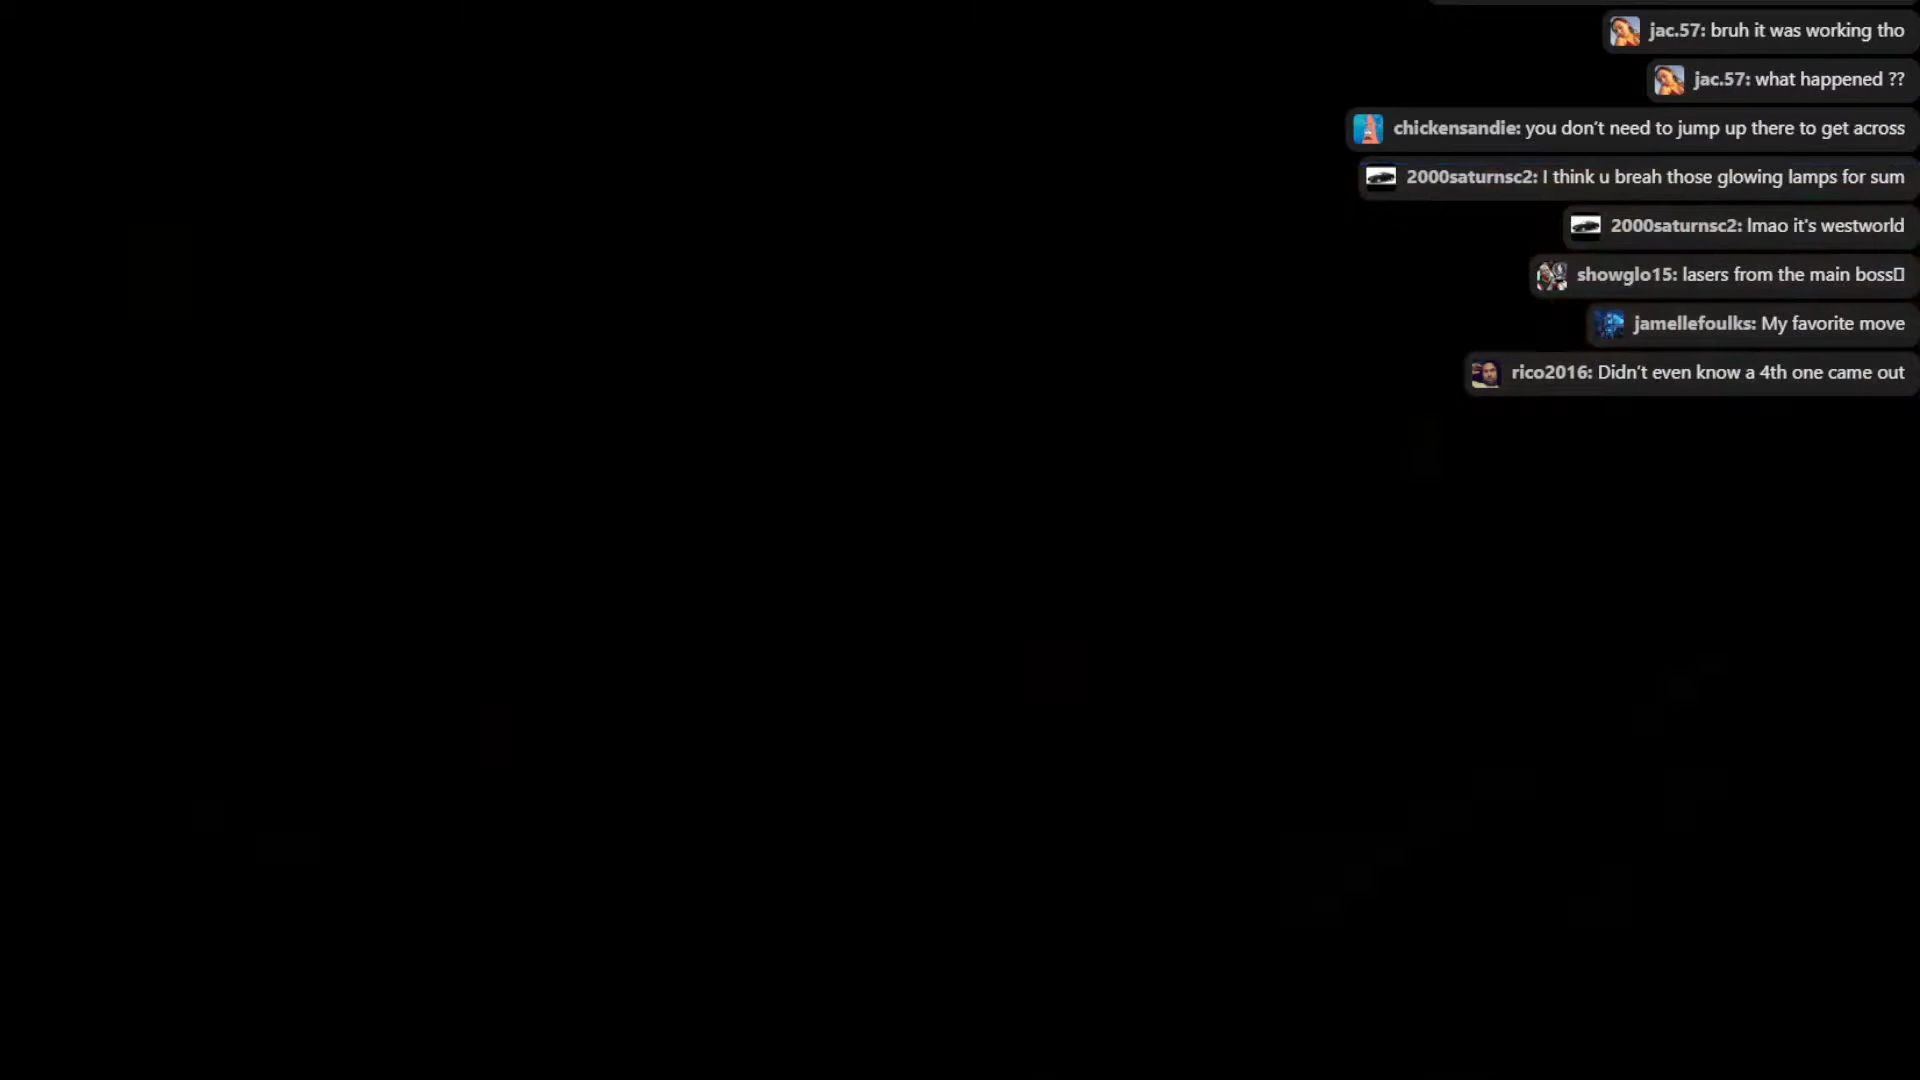 jac.57: bruh it was working tho
jac.57: what happened ??
chickensandie: you don't need to jump up there to get across
2000saturnsc2: I think u breah those glowing lamps for sum
2000saturnsc2: lmao it's westworld
showglo15: lasers from the main boss▯
jamellefoulks: My favorite move
rico2016: Didn't even know a 4th one came out